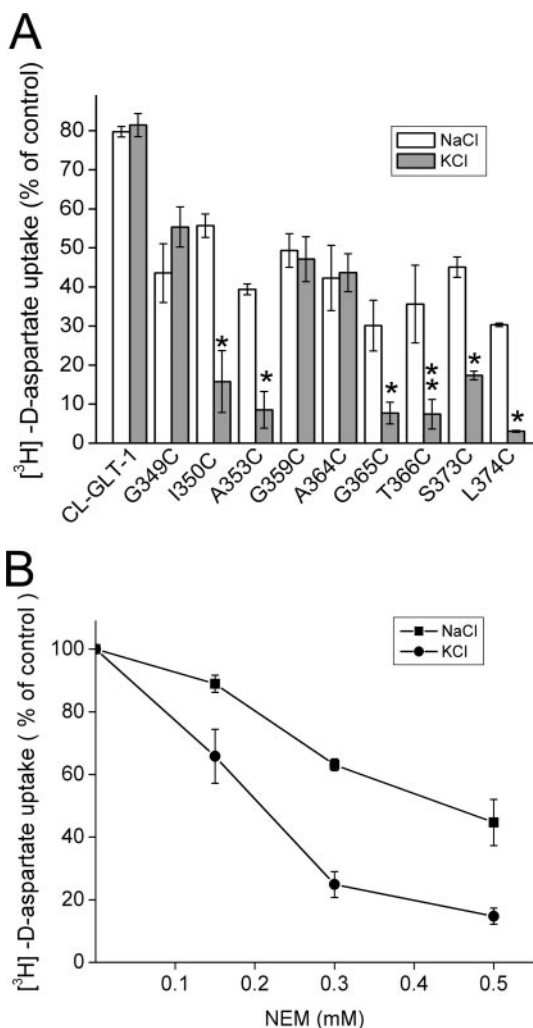 A
[³H] -D-aspartate uptake (% of control)
80
70
60
50
40
30
20
10
0
NaCl
KCl
*
*
*
*
*
*
*
CL-GLT-1
G349C
I350C
A353C
G359C
A364C
G365C
T366C
S373C
L374C
B
[³H] -D-aspartate uptake ( % of control )
100
80
60
40
20
0
NaCl
KCl
0.1
0.2
0.3
0.4
0.5
NEM (mM)